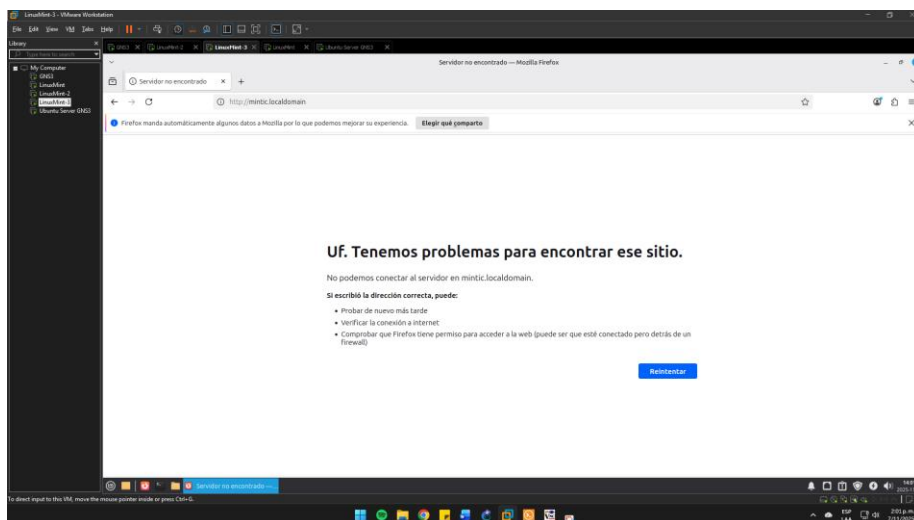 LinuxMint-3 - VMware Workstation
File Edit View VM Tabs Help
Library
Type here to search
GNS3 LinuxMint-2 LinuxMint-3 LinuxMint Ubuntu Server GNS3
My Computer
GNS3
LinuxMint
LinuxMint-2
LinuxMint-3
Ubuntu Server GNS3
Servidor no encontrado — Mozilla Firefox
Servidor no encontrado
http://mintic.localdomain
Firefox manda automáticamente algunos datos a Mozilla por lo que podemos mejorar su experiencia. Elegir qué comparto
Uf. Tenemos problemas para encontrar ese sitio.
No podemos conectar al servidor en mintic.localdomain.
Si escribió la dirección correcta, puede:
• Probar de nuevo más tarde
• Verificar la conexión a internet
• Comprobar que Firefox tiene permiso para acceder a la web (puede ser que esté conectado pero detrás de un
firewall)
Reintentar
Servidor no encontrado —...
To direct input to this VM, move the mouse pointer inside or press Ctrl+G.
ESP
LAA
2:01 p.m.